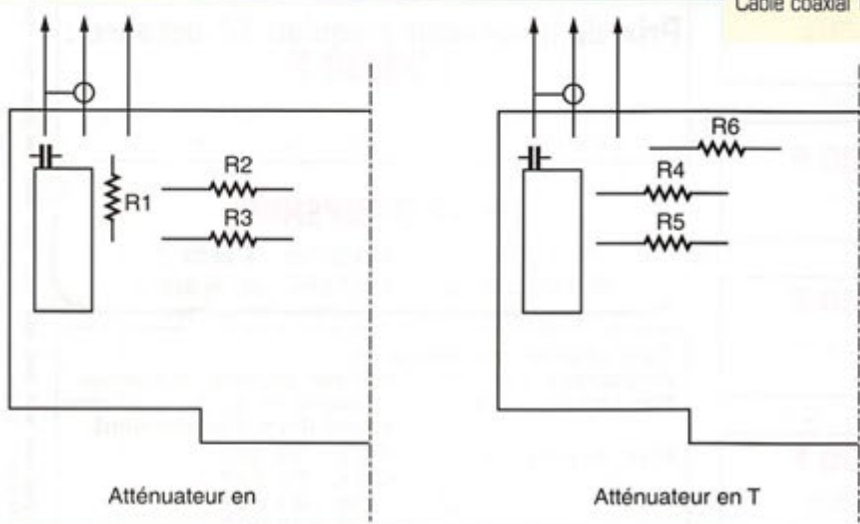 Câble coaxial
R1
R2
R3
R6
R4
R5
Atténuateur en
Atténuateur en T